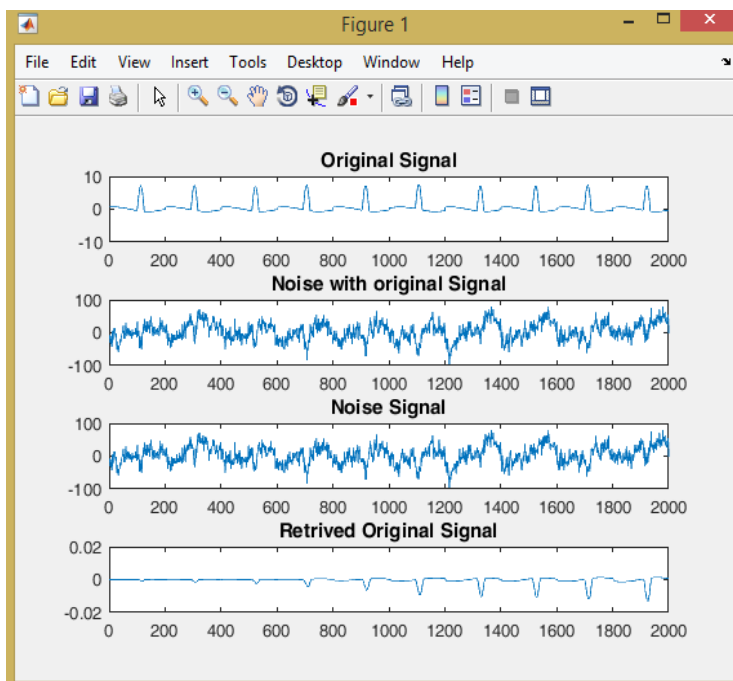 Figure 1
File Edit View Insert Tools Desktop Window Help
Original Signal
10
0
-10
0 200 400 600 800 1000 1200 1400 1600 1800 2000
Noise with original Signal
100
0
-100
0 200 400 600 800 1000 1200 1400 1600 1800 2000
Noise Signal
100
0
-100
0 200 400 600 800 1000 1200 1400 1600 1800 2000
Retrived Original Signal
0.02
0
-0.02
0 200 400 600 800 1000 1200 1400 1600 1800 2000